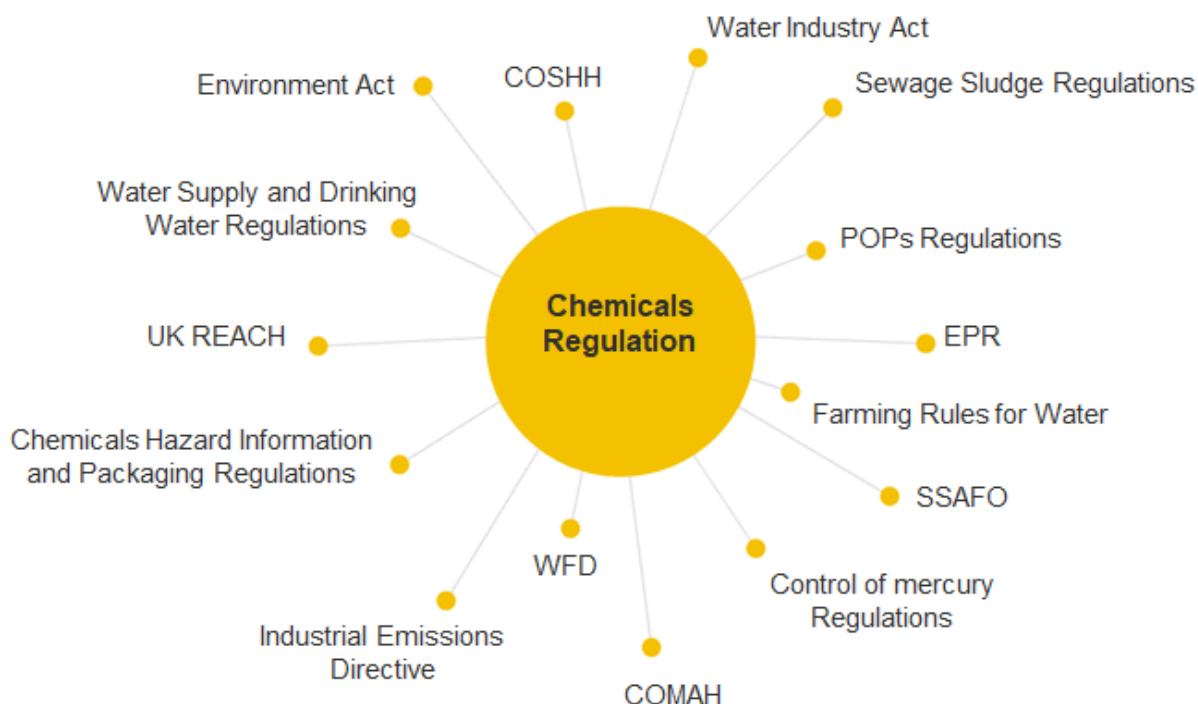 Water Industry Act
Environment Act
COSHH
Sewage Sludge Regulations
Water Supply and Drinking
Water Regulations
POPs Regulations
Chemicals
Regulation
UK REACH
EPR
Farming Rules for Water
Chemicals Hazard Information
and Packaging Regulations
SSAFO
WFD
Control of mercury
Regulations
Industrial Emissions
Directive
COMAH